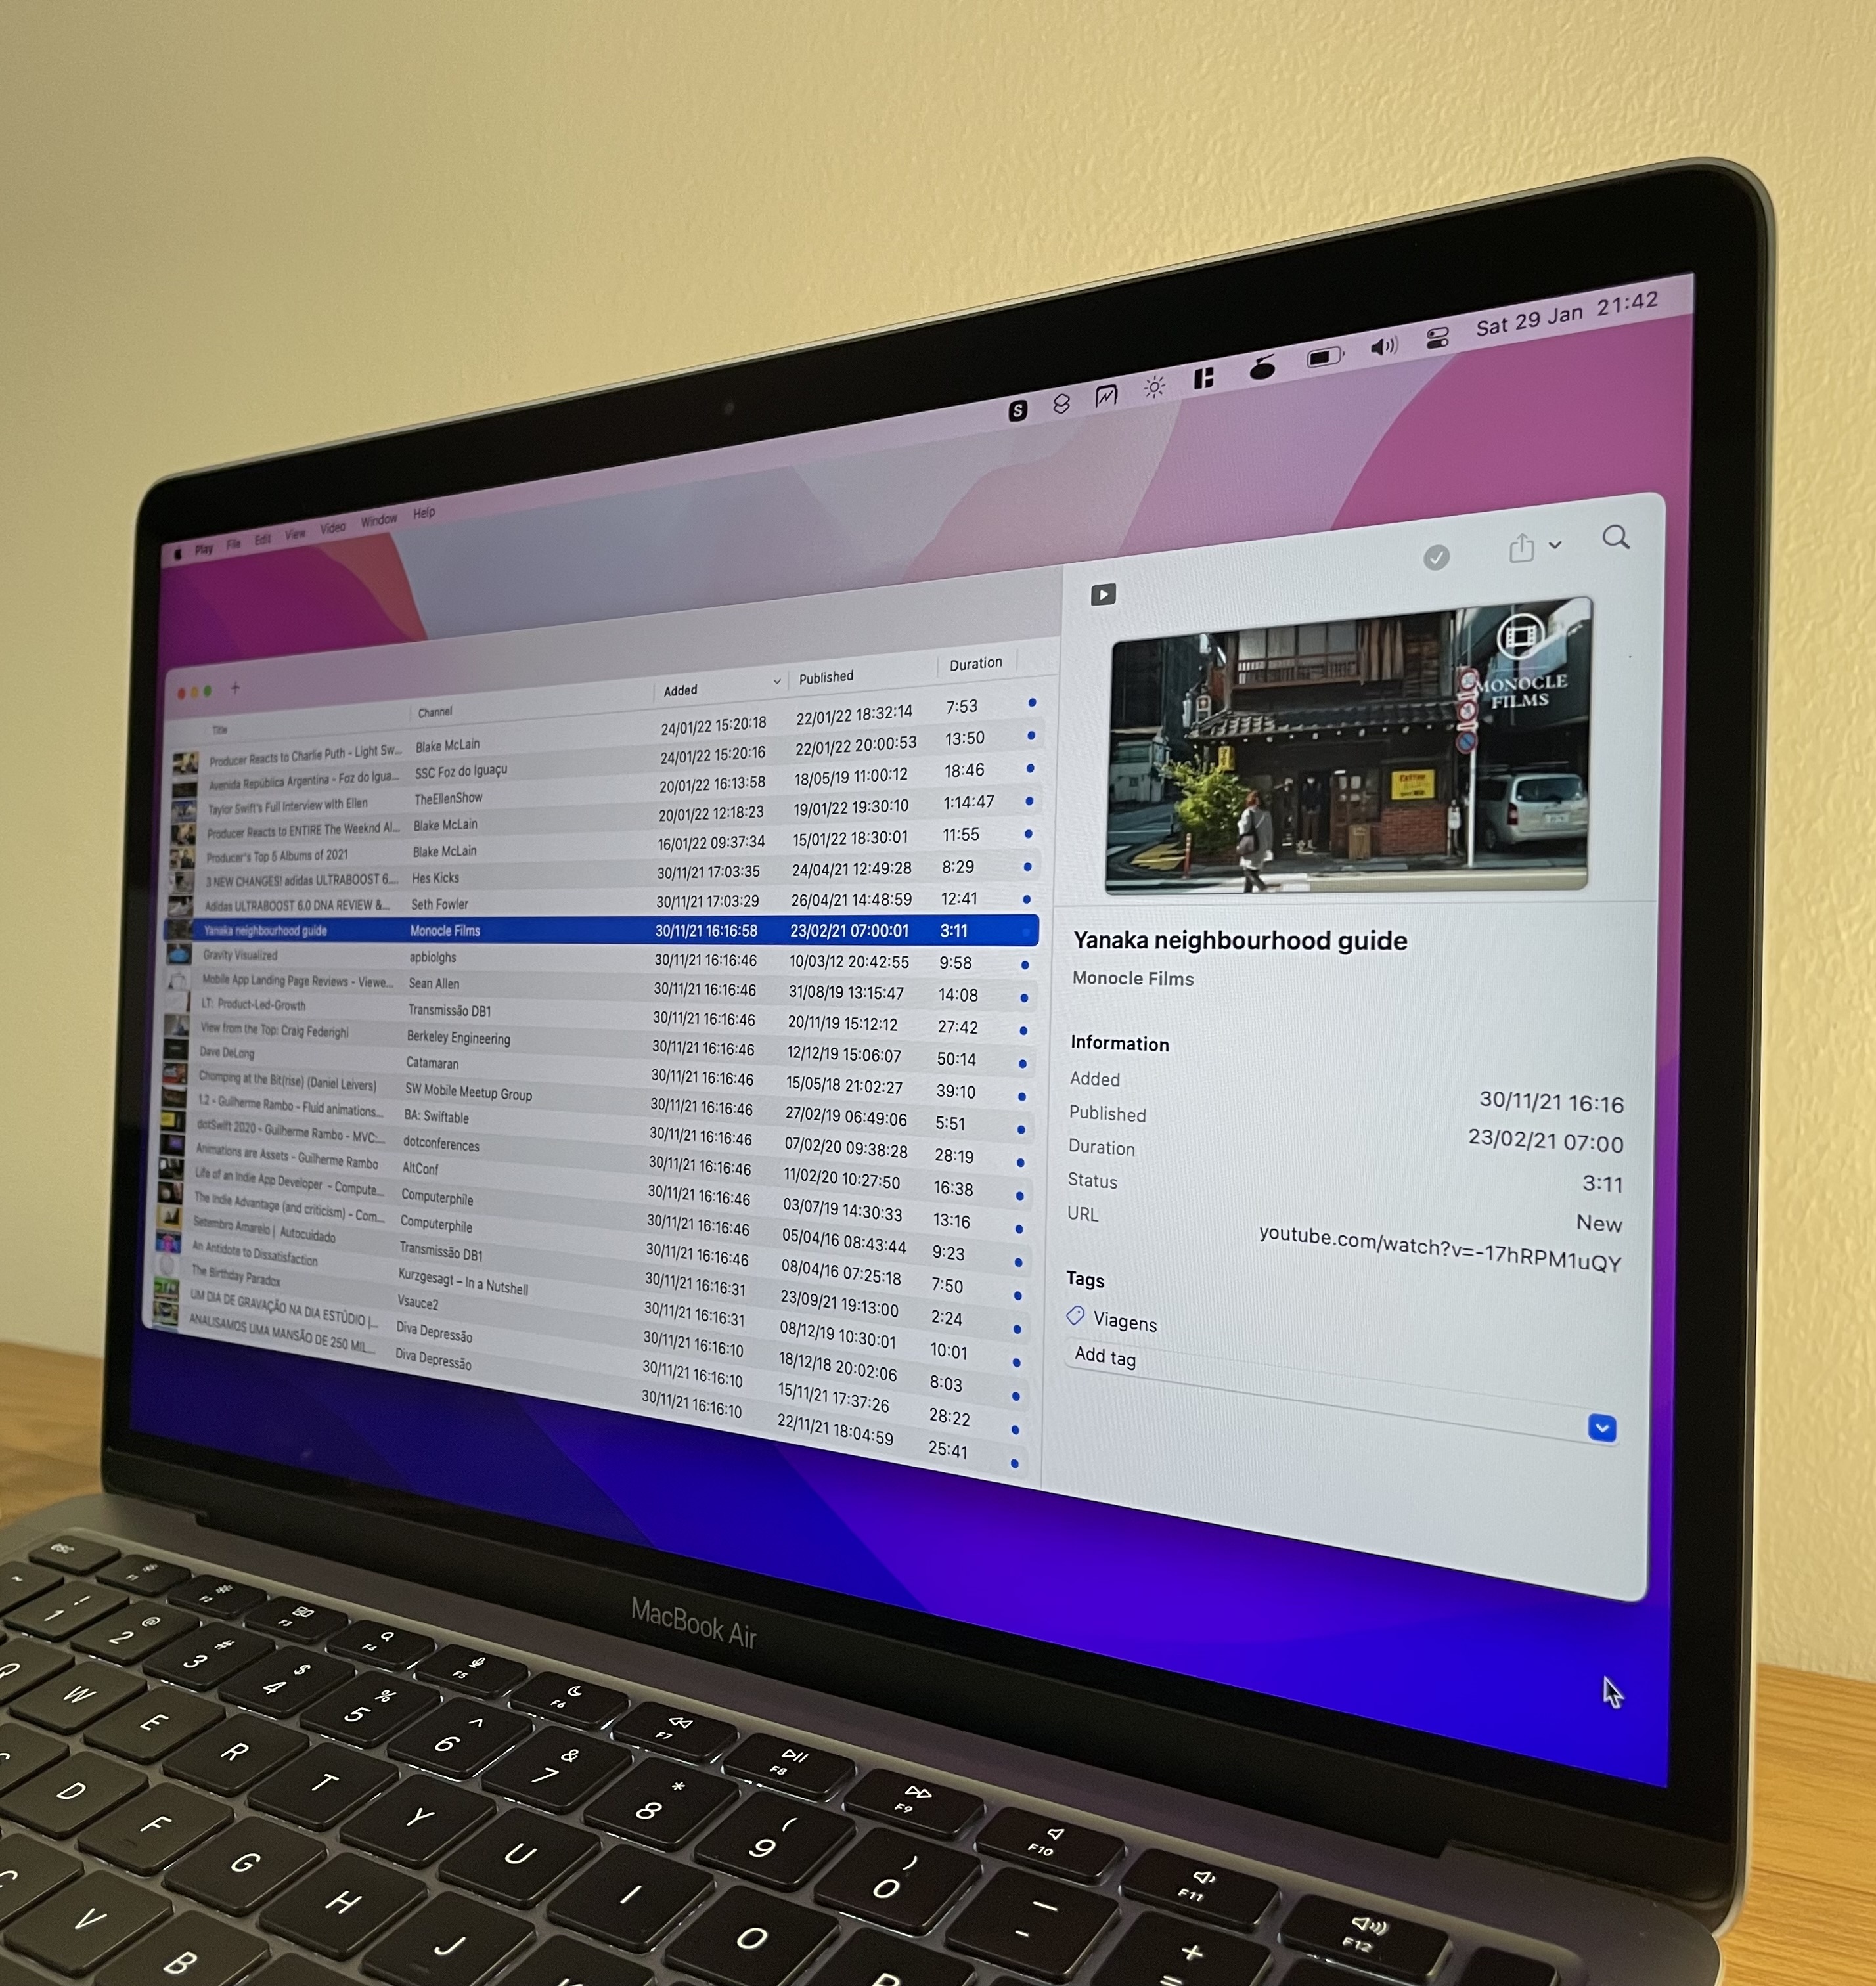 Play File Edit View Video Window Help
S
Sat 29 Jan 21:42
Title Channel Added Published Duration
Producer Reacts to Charlie Puth - Light Sw... Blake McLain 24/01/22 15:20:18 22/01/22 18:32:14 7:53
Avenida República Argentina - Foz do Igua... SSC Foz do Iguaçu 24/01/22 15:20:16 22/01/22 20:00:53 13:50
Taylor Swift's Full Interview with Ellen TheEllenShow 20/01/22 16:13:58 18/05/19 11:00:12 18:46
Producer Reacts to ENTIRE The Weeknd Al... Blake McLain 20/01/22 12:18:23 19/01/22 19:30:10 1:14:47
Producer's Top 5 Albums of 2021 Blake McLain 16/01/22 09:37:34 15/01/22 18:30:01 11:55
3 NEW CHANGES! adidas ULTRABOOST 6.... Hes Kicks 30/11/21 17:03:35 24/04/21 12:49:28 8:29
Adidas ULTRABOOST 6.0 DNA REVIEW &... Seth Fowler 30/11/21 17:03:29 26/04/21 14:48:59 12:41
Yanaka neighbourhood guide Monocle Films 30/11/21 16:16:58 23/02/21 07:00:01 3:11
Gravity Visualized apbiolghs 30/11/21 16:16:46 10/03/12 20:42:55 9:58
Mobile App Landing Page Reviews - Viewe... Sean Allen 30/11/21 16:16:46 31/08/19 13:15:47 14:08
LT: Product-Led-Growth Transmissão DB1 30/11/21 16:16:46 20/11/19 15:12:12 27:42
View from the Top: Craig Federighi Berkeley Engineering 30/11/21 16:16:46 12/12/19 15:06:07 50:14
Dave DeLong Catamaran 30/11/21 16:16:46 15/05/18 21:02:27 39:10
Chomping at the Bit(rise) (Daniel Leivers) SW Mobile Meetup Group 30/11/21 16:16:46 27/02/19 06:49:06 5:51
1.2 - Guilherme Rambo - Fluid animations... BA: Swiftable 30/11/21 16:16:46 07/02/20 09:38:28 28:19
dotSwift 2020 - Guilherme Rambo - MVC:... dotconferences 30/11/21 16:16:46 11/02/20 10:27:50 16:38
Animations are Assets - Guilherme Rambo AltConf 30/11/21 16:16:46 03/07/19 14:30:33 13:16
Life of an Indie App Developer - Compute... Computerphile 30/11/21 16:16:46 05/04/16 08:43:44 9:23
The Indie Advantage (and criticism) - Com... Computerphile 30/11/21 16:16:46 08/04/16 07:25:18 7:50
Setembro Amarelo | Autocuidado Transmissão DB1 30/11/21 16:16:31 23/09/21 19:13:00 2:24
An Antidote to Dissatisfaction Kurzgesagt – In a Nutshell 30/11/21 16:16:31 08/12/19 10:30:01 10:01
The Birthday Paradox Vsauce2 30/11/21 16:16:10 18/12/18 20:02:06 8:03
UM DIA DE GRAVAÇÃO NA DIA ESTÚDIO |... Diva Depressão 30/11/21 16:16:10 15/11/21 17:37:26 28:22
ANALISAMOS UMA MANSÃO DE 250 MIL... Diva Depressão 30/11/21 16:16:10 22/11/21 18:04:59 25:41
MONOCLE
FILMS
Yanaka neighbourhood guide
Monocle Films
Information
Added 30/11/21 16:16
Published 23/02/21 07:00
Duration 3:11
Status New
URL youtube.com/watch?v=-17hRPM1uQY
Tags
Viagens
Add tag
MacBook Air
esc F1 F2 F3 F4 F5 F6 F7 F8 F9 F10 F11 F12
~ ! 1 @ 2 # 3 $ 4 % 5 ^ 6 & 7 * 8 ( 9 ) 0 — - + =
Q W E R T Y U I O P
D F G H J K
C V B